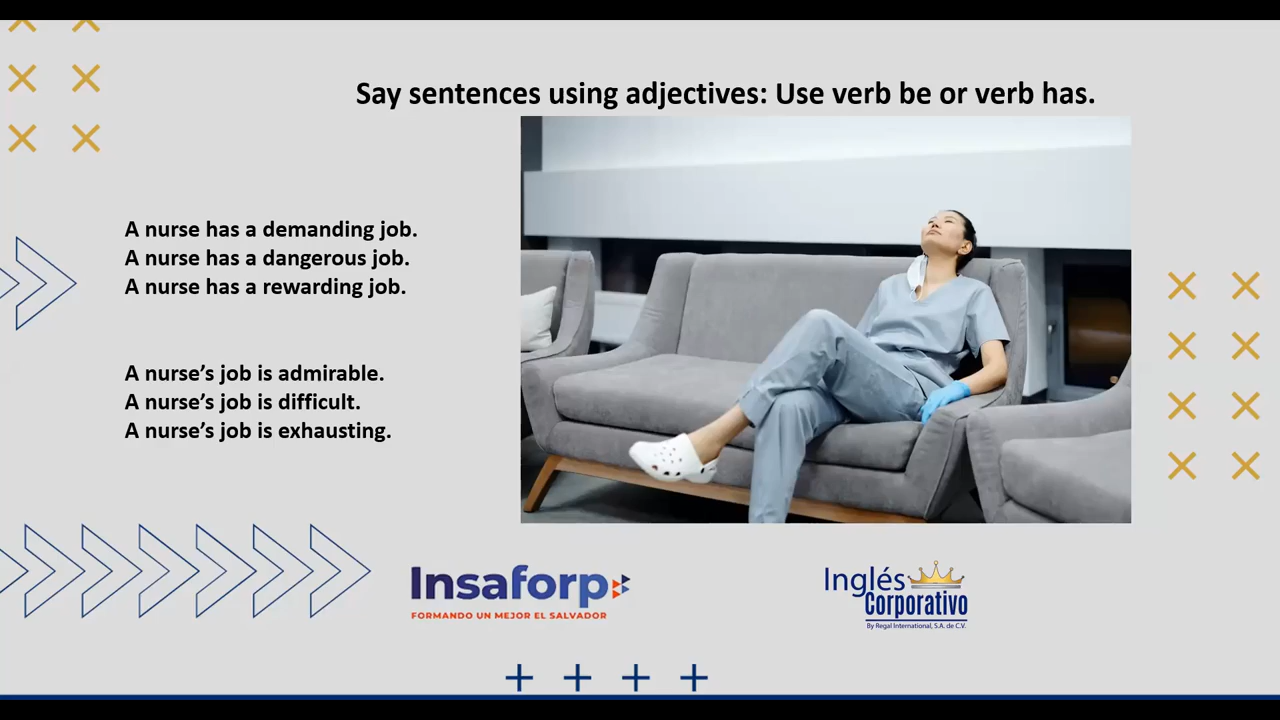 Say sentences using adjectives: Use verb be or verb has.
A nurse has a demanding job.
A nurse has a dangerous job.
A nurse has a rewarding job.
A nurse’s job is admirable.
A nurse’s job is difficult.
A nurse’s job is exhausting.
Insaforp
FORMANDO UN MEJOR EL SALVADOR
Inglés
Corporativo
By Regal International, S.A. de C.V.